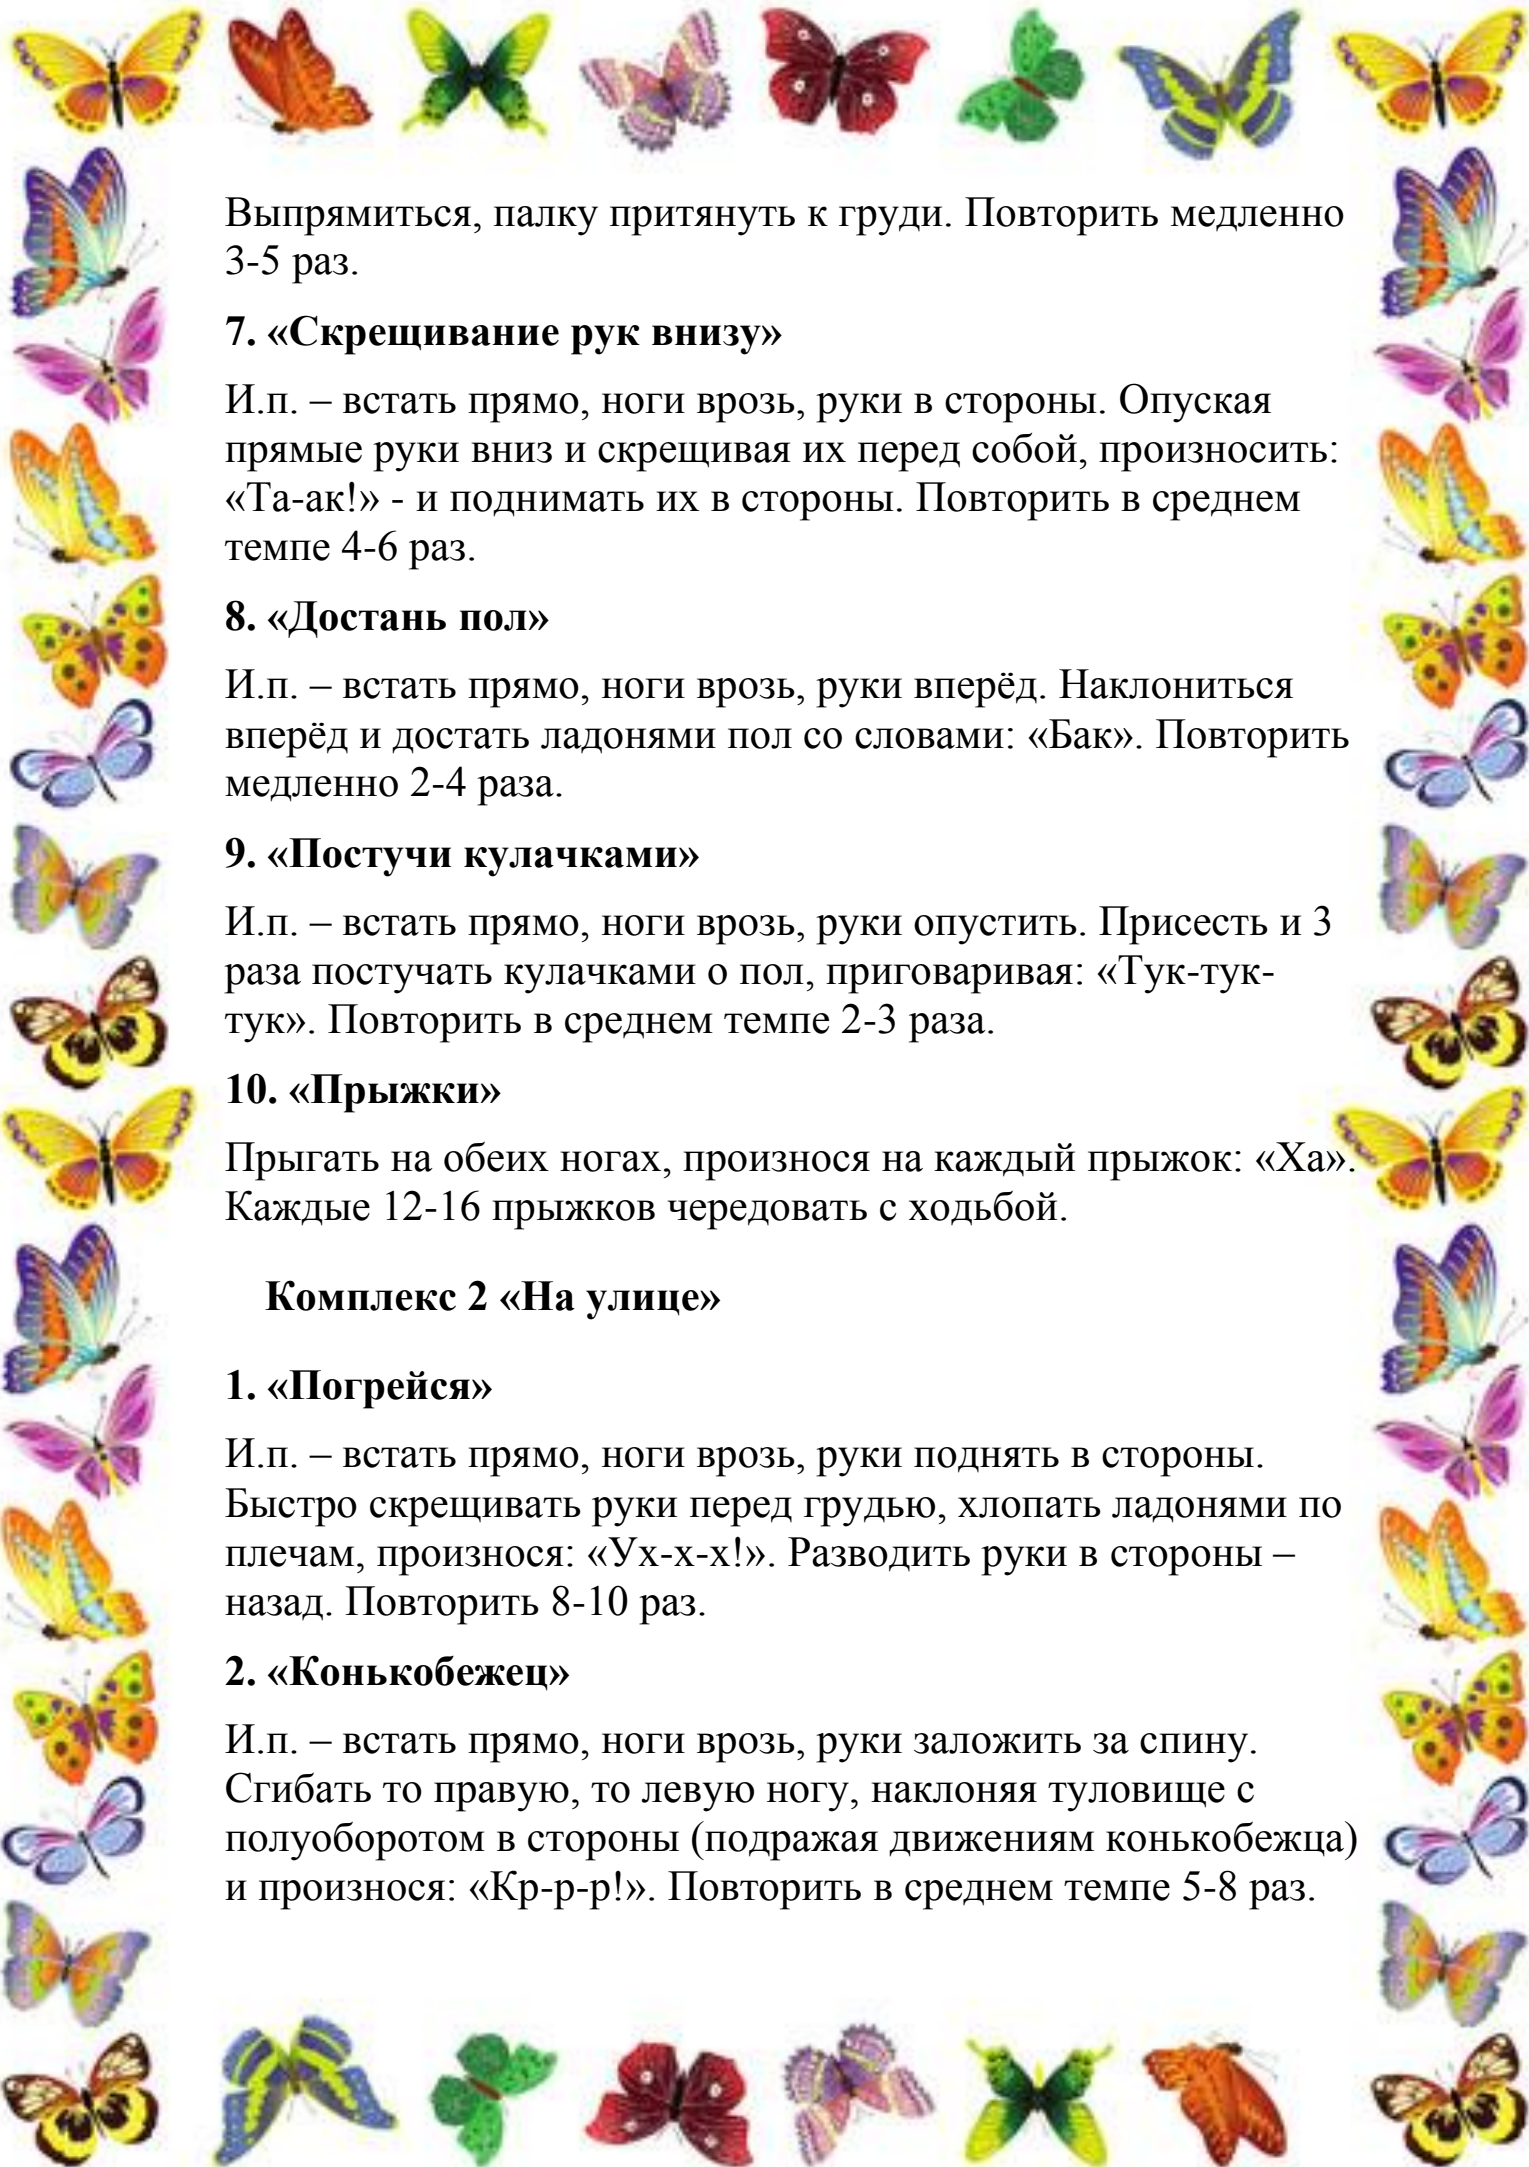 Выпрямиться, палку притянуть к груди. Повторить медленно
3-5 раз.
7. «Скрещивание рук внизу»
И.п. – встать прямо, ноги врозь, руки в стороны. Опуская
прямые руки вниз и скрещивая их перед собой, произносить:
«Та-ак!» - и поднимать их в стороны. Повторить в среднем
темпе 4-6 раз.
8. «Достань пол»
И.п. – встать прямо, ноги врозь, руки вперёд. Наклониться
вперёд и достать ладонями пол со словами: «Бак». Повторить
медленно 2-4 раза.
9. «Постучи кулачками»
И.п. – встать прямо, ноги врозь, руки опустить. Присесть и 3
раза постучать кулачками о пол, приговаривая: «Тук-тук-
тук». Повторить в среднем темпе 2-3 раза.
10. «Прыжки»
Прыгать на обеих ногах, произнося на каждый прыжок: «Ха».
Каждые 12-16 прыжков чередовать с ходьбой.
Комплекс 2 «На улице»
1. «Погрейся»
И.п. – встать прямо, ноги врозь, руки поднять в стороны.
Быстро скрещивать руки перед грудью, хлопать ладонями по
плечам, произнося: «Ух-х-х!». Разводить руки в стороны –
назад. Повторить 8-10 раз.
2. «Конькобежец»
И.п. – встать прямо, ноги врозь, руки заложить за спину.
Сгибать то правую, то левую ногу, наклоняя туловище с
полуоборотом в стороны (подражая движениям конькобежца)
и произнося: «Кр-р-р!». Повторить в среднем темпе 5-8 раз.